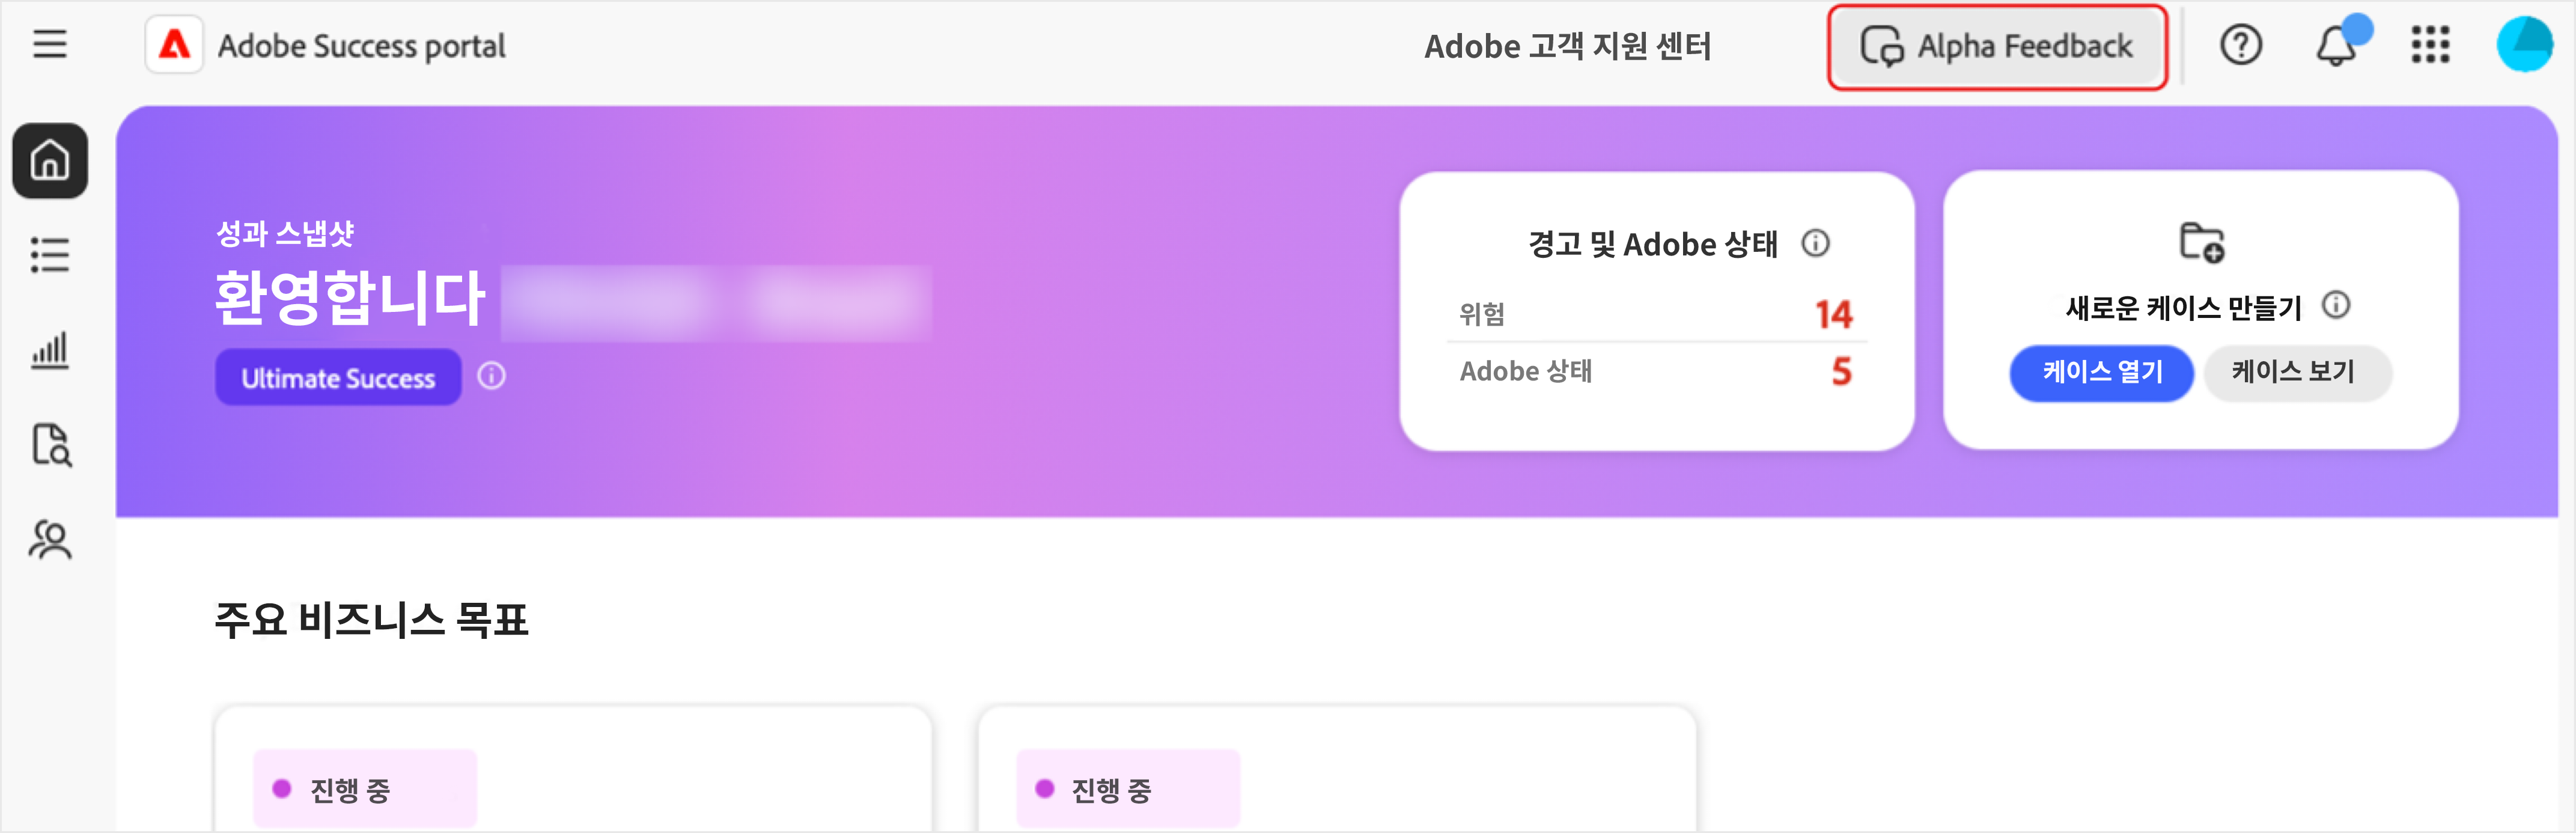 Adobe Success portal
Adobe 고객 지원 센터
Alpha Feedback
성과 스냅샷
환영합니다
Ultimate Success
경고 및 Adobe 상태
위험 14
Adobe 상태 5
새로운 케이스 만들기
케이스 열기 케이스 보기
주요 비즈니스 목표
진행 중
진행 중